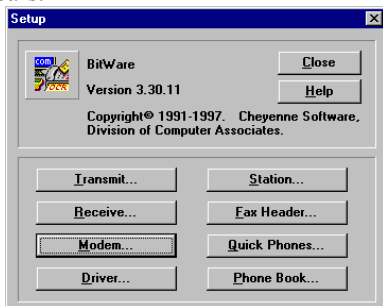 Setup
BitWare
Close
Version 3.30.11
Help
Copyright© 1991-1997. Cheyenne Software,
Division of Computer Associates.
Transmit...
Station...
Receive...
Fax Header...
Modem...
Quick Phones...
Driver...
Phone Book...